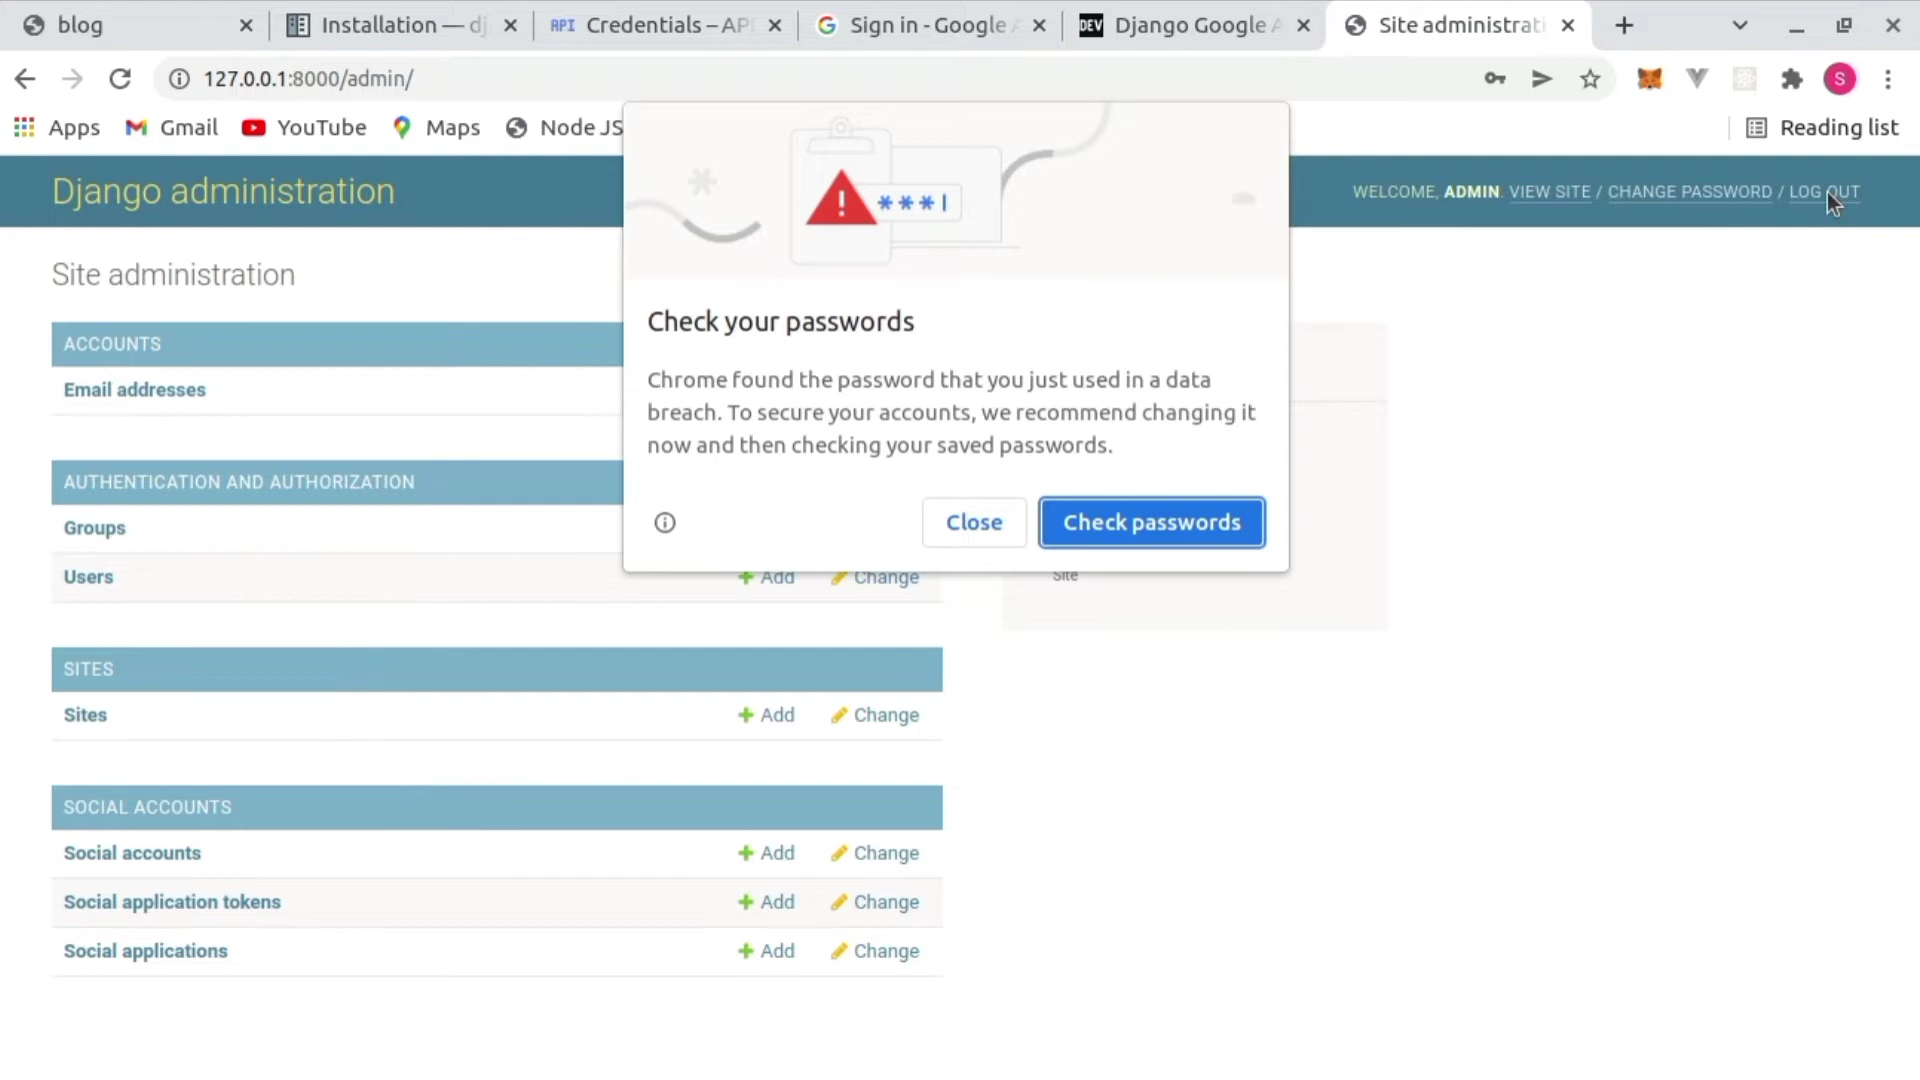 blog
Installation — dj
API Credentials – API
Sign in - Google A
DEV Django Google A
Site administrati
127.0.0.1:8000/admin/
S
Apps
Gmail
YouTube
Maps
Node JS
Reading list
Django administration
WELCOME, ADMIN. VIEW SITE / CHANGE PASSWORD / LOG OUT
***|
Check your passwords
Chrome found the password that you just used in a data
breach. To secure your accounts, we recommend changing it
now and then checking your saved passwords.
Close
Check passwords
Site administration
ACCOUNTS
Email addresses
AUTHENTICATION AND AUTHORIZATION
Groups
Users Add Change
Site
SITES
Sites Add Change
SOCIAL ACCOUNTS
Social accounts Add Change
Social application tokens Add Change
Social applications Add Change